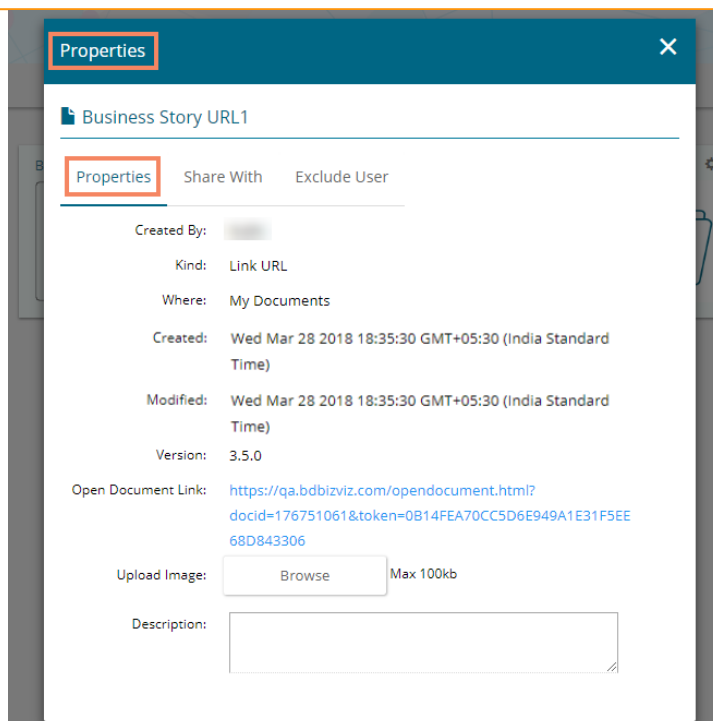 Properties
Business Story URL1
B
Properties Share With Exclude User
Created By:
Kind: Link URL
Where: My Documents
Created: Wed Mar 28 2018 18:35:30 GMT+05:30 (India Standard
Time)
Modified: Wed Mar 28 2018 18:35:30 GMT+05:30 (India Standard
Time)
Version: 3.5.0
Open Document Link: https://qa.bdbizviz.com/opendocument.html?
docid=176751061&token=0B14FEA70CC5D6E949A1E31F5EE
68D843306
Upload Image: Browse Max 100kb
Description: